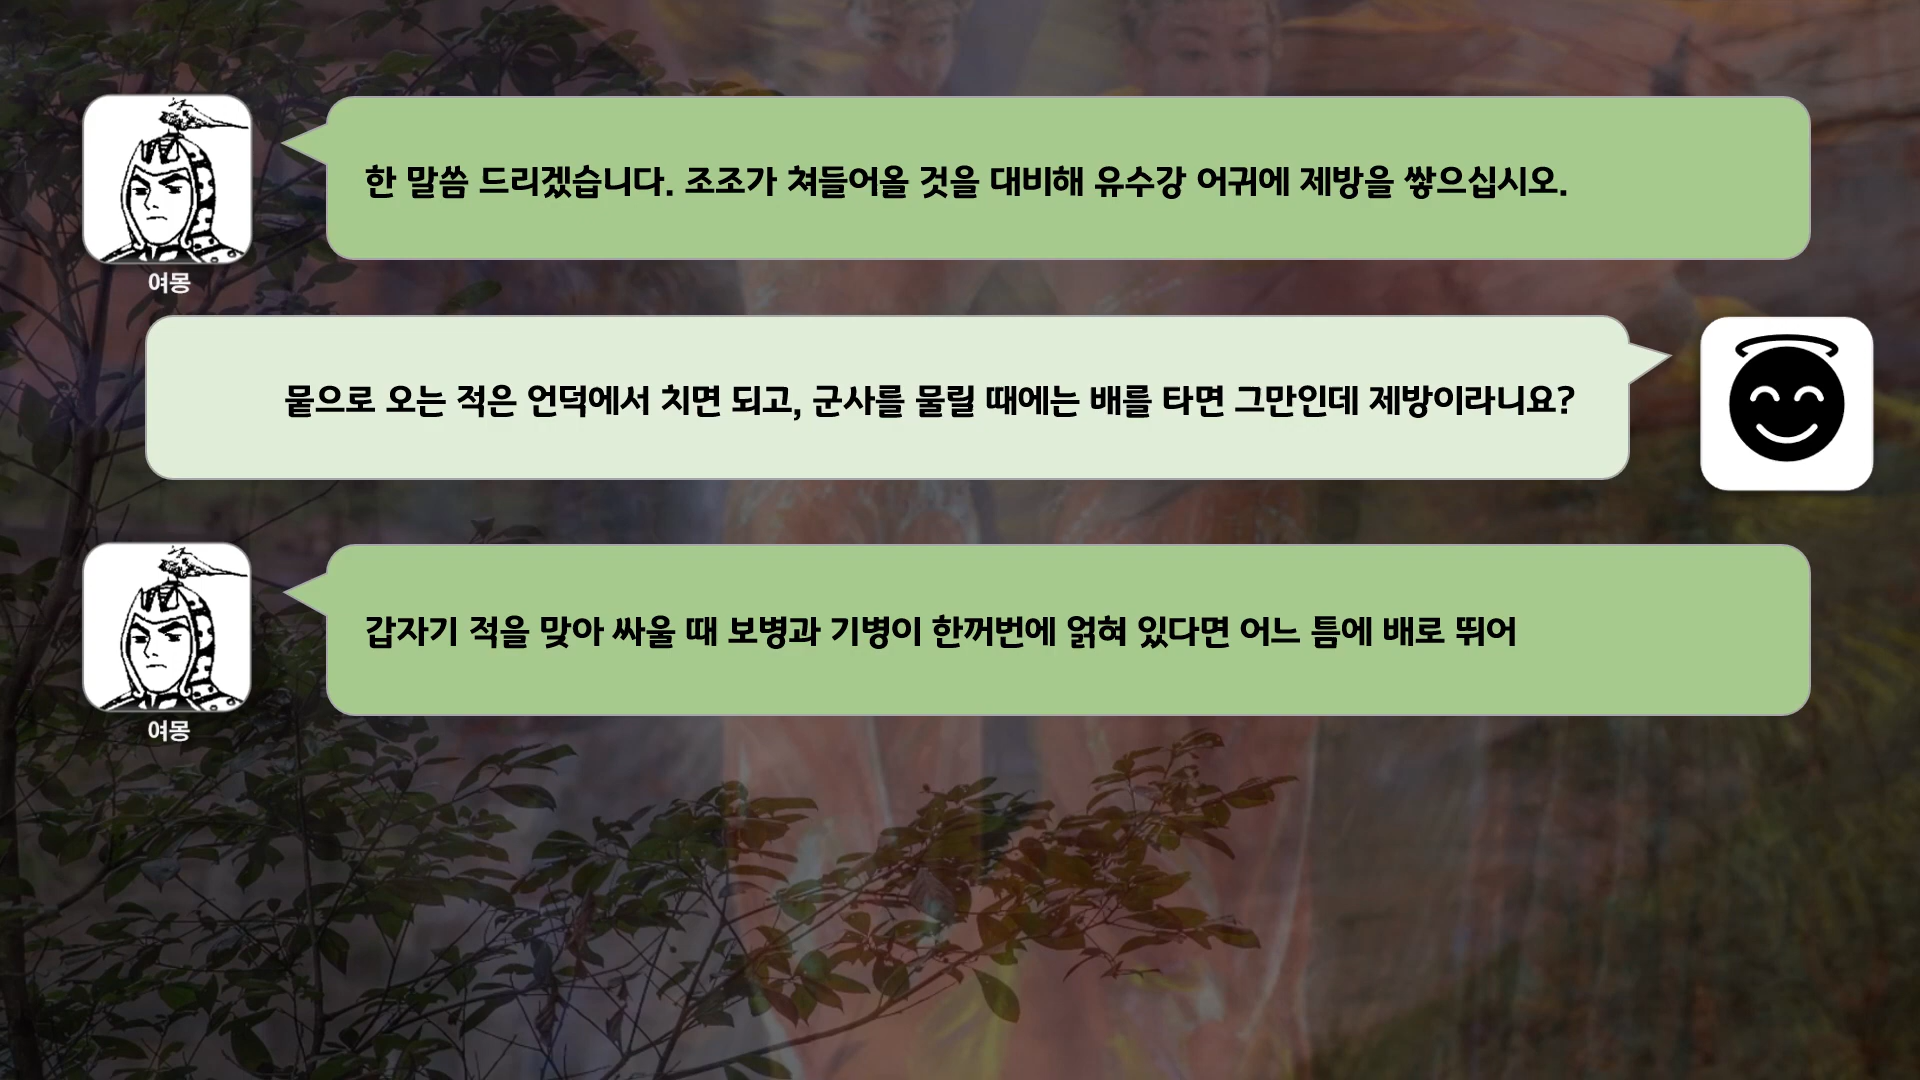 한 말씀 드리겠습니다. 조조가 쳐들어올 것을 대비해 유수강 어귀에 제방을 쌓으십시오.
여몽
뭍으로 오는 적은 언덕에서 치면 되고, 군사를 물릴 때에는 배를 타면 그만인데 제방이라니요?
갑자기 적을 맞아 싸울 때 보병과 기병이 한꺼번에 얽혀 있다면 어느 틈에 배로 뛰어
여몽